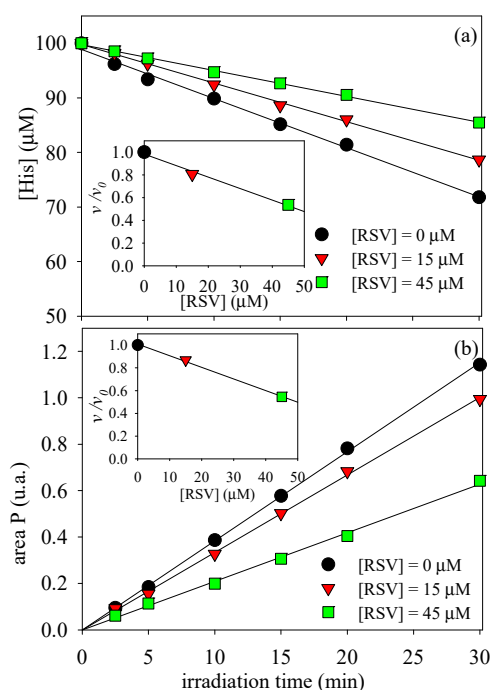 (a)
100
90
80
70
60
50
[His] (µM)
1.0
0.8
0.6
0.4
0.2
0.0
v/v0
0 10 20 30 40 50
[RSV] (µM)
[RSV] = 0 µM
[RSV] = 15 µM
[RSV] = 45 µM
(b)
1.2
1.0
0.8
0.6
0.4
0.2
0.0
area P (u.a.)
1.0
0.8
0.6
0.4
0.2
0.0
v/v0
0 10 20 30 40 50
[RSV] (µM)
[RSV] = 0 µM
[RSV] = 15 µM
[RSV] = 45 µM
0 5 10 15 20 30
irradiation time (min)